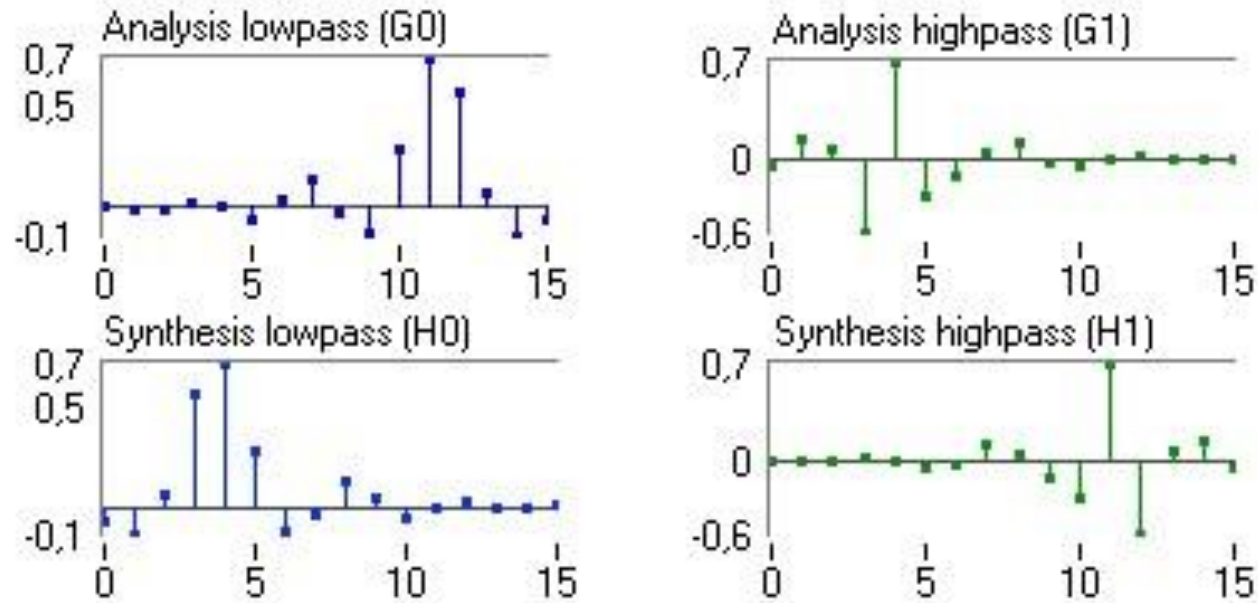 Analysis lowpass (G0)
0,7
0,5
-0,1
0 5 10 15
Analysis highpass (G1)
0,7
0
-0,6
0 5 10 15
Synthesis lowpass (H0)
0,7
0,5
-0,1
0 5 10 15
Synthesis highpass (H1)
0,7
0
-0,6
0 5 10 15